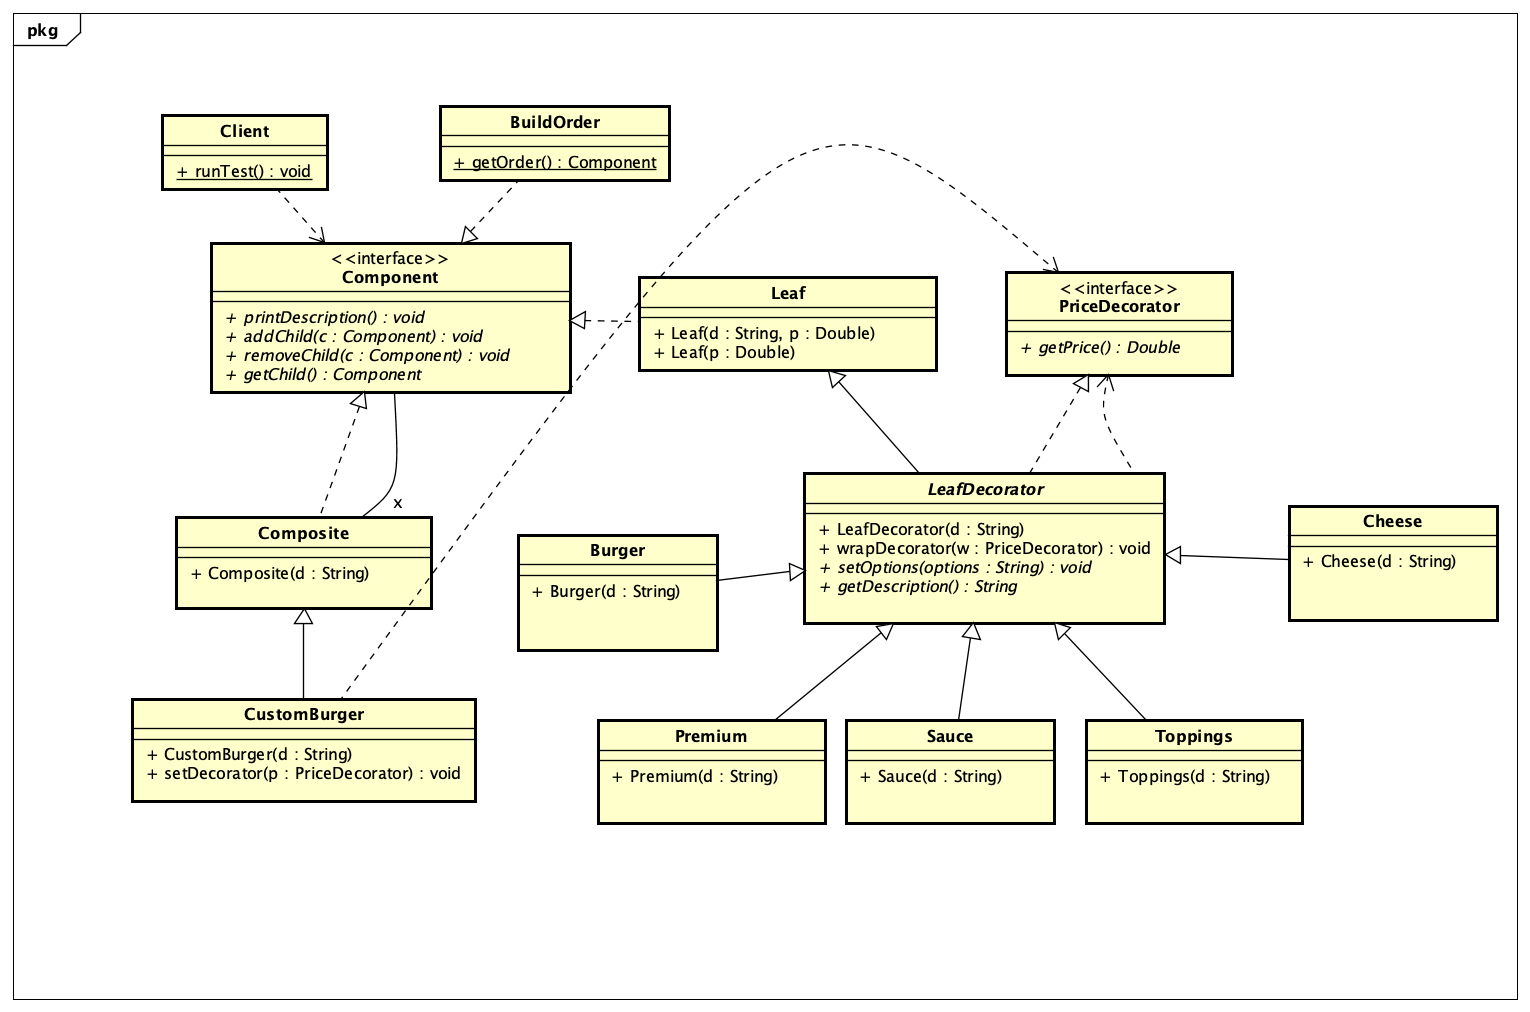 pkg
Client
+ runTest() : void
BuildOrder
+ getOrder() : Component
<<interface>>
Component
+ printDescription() : void
+ addChild(c : Component) : void
+ removeChild(c : Component) : void
+ getChild() : Component
Leaf
+ Leaf(d : String, p : Double)
+ Leaf(p : Double)
<<interface>>
PriceDecorator
+ getPrice() : Double
x
Composite
+ Composite(d : String)
Burger
+ Burger(d : String)
LeafDecorator
+ LeafDecorator(d : String)
+ wrapDecorator(w : PriceDecorator) : void
+ setOptions(options : String) : void
+ getDescription() : String
Cheese
+ Cheese(d : String)
CustomBurger
+ CustomBurger(d : String)
+ setDecorator(p : PriceDecorator) : void
Premium
+ Premium(d : String)
Sauce
+ Sauce(d : String)
Toppings
+ Toppings(d : String)